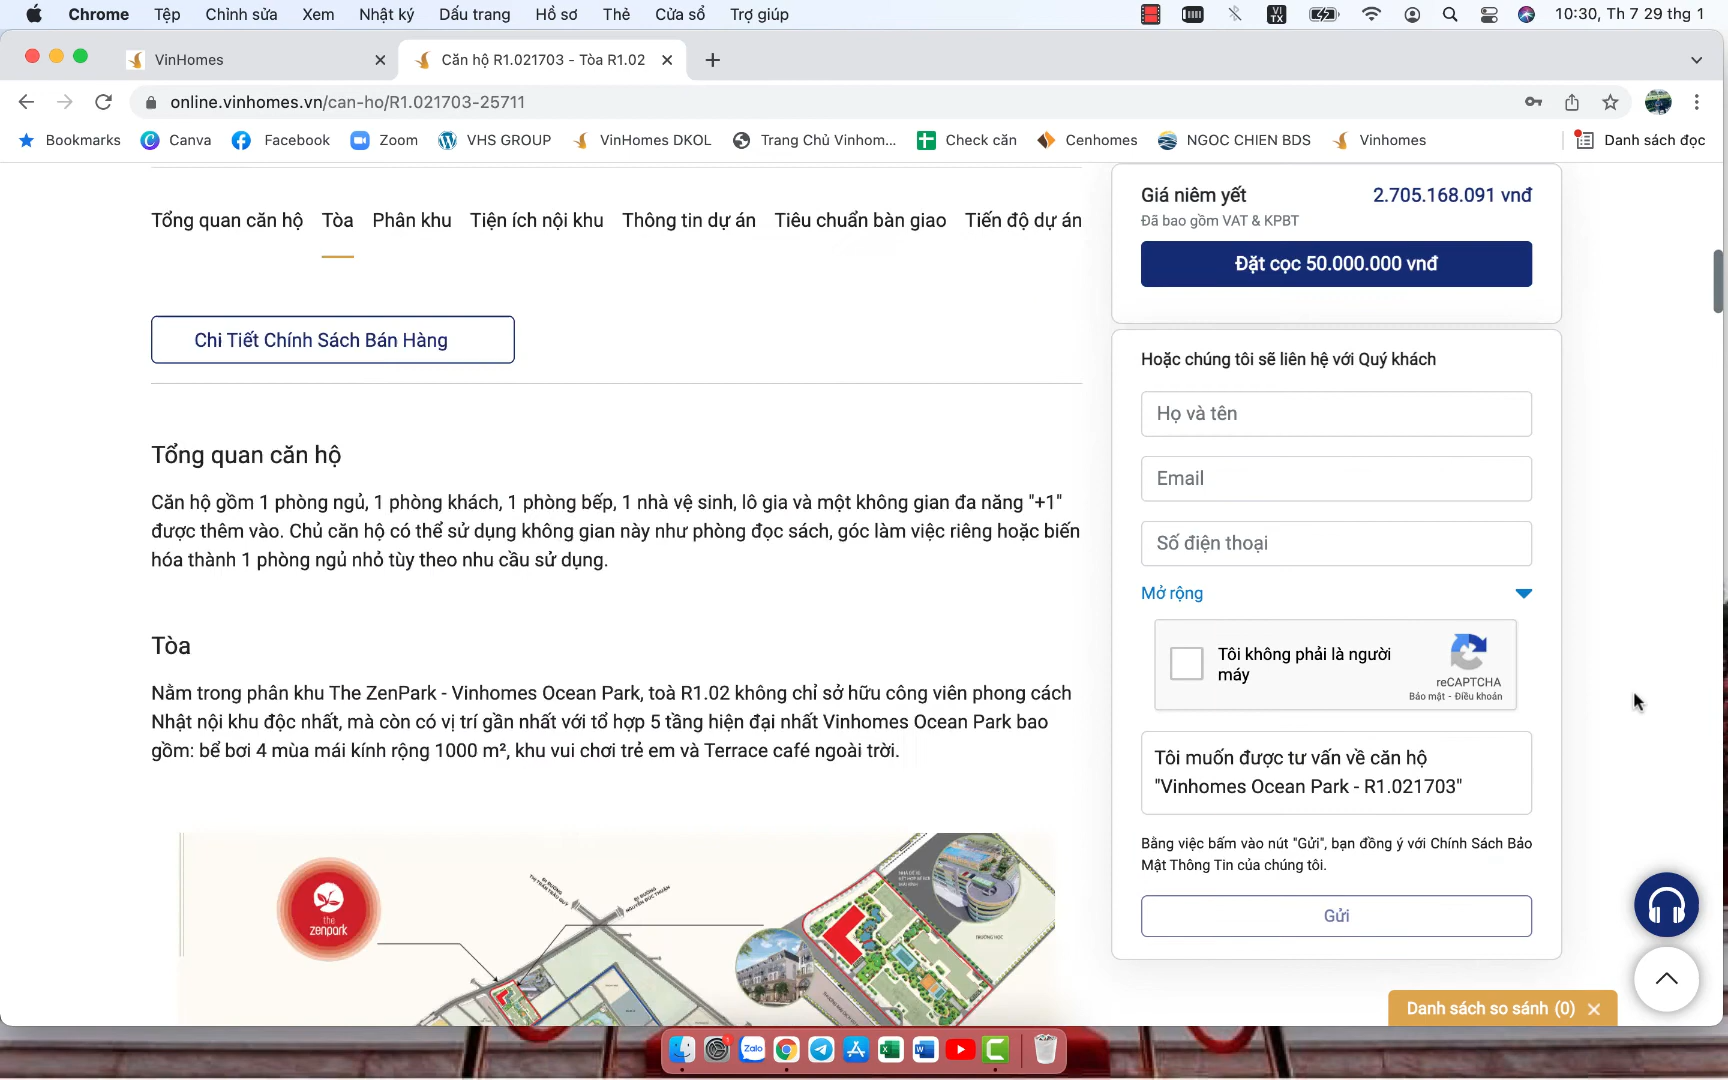 Chrome Tệp Chỉnh sửa Xem Nhật ký Dấu trang Hồ sơ Thẻ Cửa sổ Trợ giúp VI TX 10:30, Th 7 29 thg 1
VinHomes Căn hộ R1.021703 - Tòa R1.02
online.vinhomes.vn/can-ho/R1.021703-25711
Bookmarks Canva Facebook Zoom VHS GROUP VinHomes DKOL Trang Chủ Vinhom... Check căn Cenhomes NGOC CHIEN BDS Vinhomes Danh sách đọc
Tổng quan căn hộ Tòa Phân khu Tiện ích nội khu Thông tin dự án Tiêu chuẩn bàn giao Tiến độ dự án
Chi Tiết Chính Sách Bán Hàng
Tổng quan căn hộ
Căn hộ gồm 1 phòng ngủ, 1 phòng khách, 1 phòng bếp, 1 nhà vệ sinh, lô gia và một không gian đa năng "+1"
được thêm vào. Chủ căn hộ có thể sử dụng không gian này như phòng đọc sách, góc làm việc riêng hoặc biến
hóa thành 1 phòng ngủ nhỏ tùy theo nhu cầu sử dụng.
Tòa
Nằm trong phân khu The ZenPark - Vinhomes Ocean Park, toà R1.02 không chỉ sở hữu công viên phong cách
Nhật nội khu độc nhất, mà còn có vị trí gần nhất với tổ hợp 5 tầng hiện đại nhất Vinhomes Ocean Park bao
gồm: bể bơi 4 mùa mái kính rộng 1000 m², khu vui chơi trẻ em và Terrace café ngoài trời.
the
zenpark
ĐI ĐƯỜNG
THỊ TRẤN TRÂU QUỲ
ĐI ĐƯỜNG
NGUYỄN ĐỨC THUẬN
Giá niêm yết 2.705.168.091 vnđ
Đã bao gồm VAT & KPBT
Đặt cọc 50.000.000 vnđ
Hoặc chúng tôi sẽ liên hệ với Quý khách
Họ và tên
Email
Số điện thoại
Mở rộng
Tôi không phải là người
máy
reCAPTCHA
Bảo mật - Điều khoản
Tôi muốn được tư vấn về căn hộ
"Vinhomes Ocean Park - R1.021703"
Bằng việc bấm vào nút "Gửi", bạn đồng ý với Chính Sách Bảo
Mật Thông Tin của chúng tôi.
Gửi
Danh sách so sánh (0)
Zalo